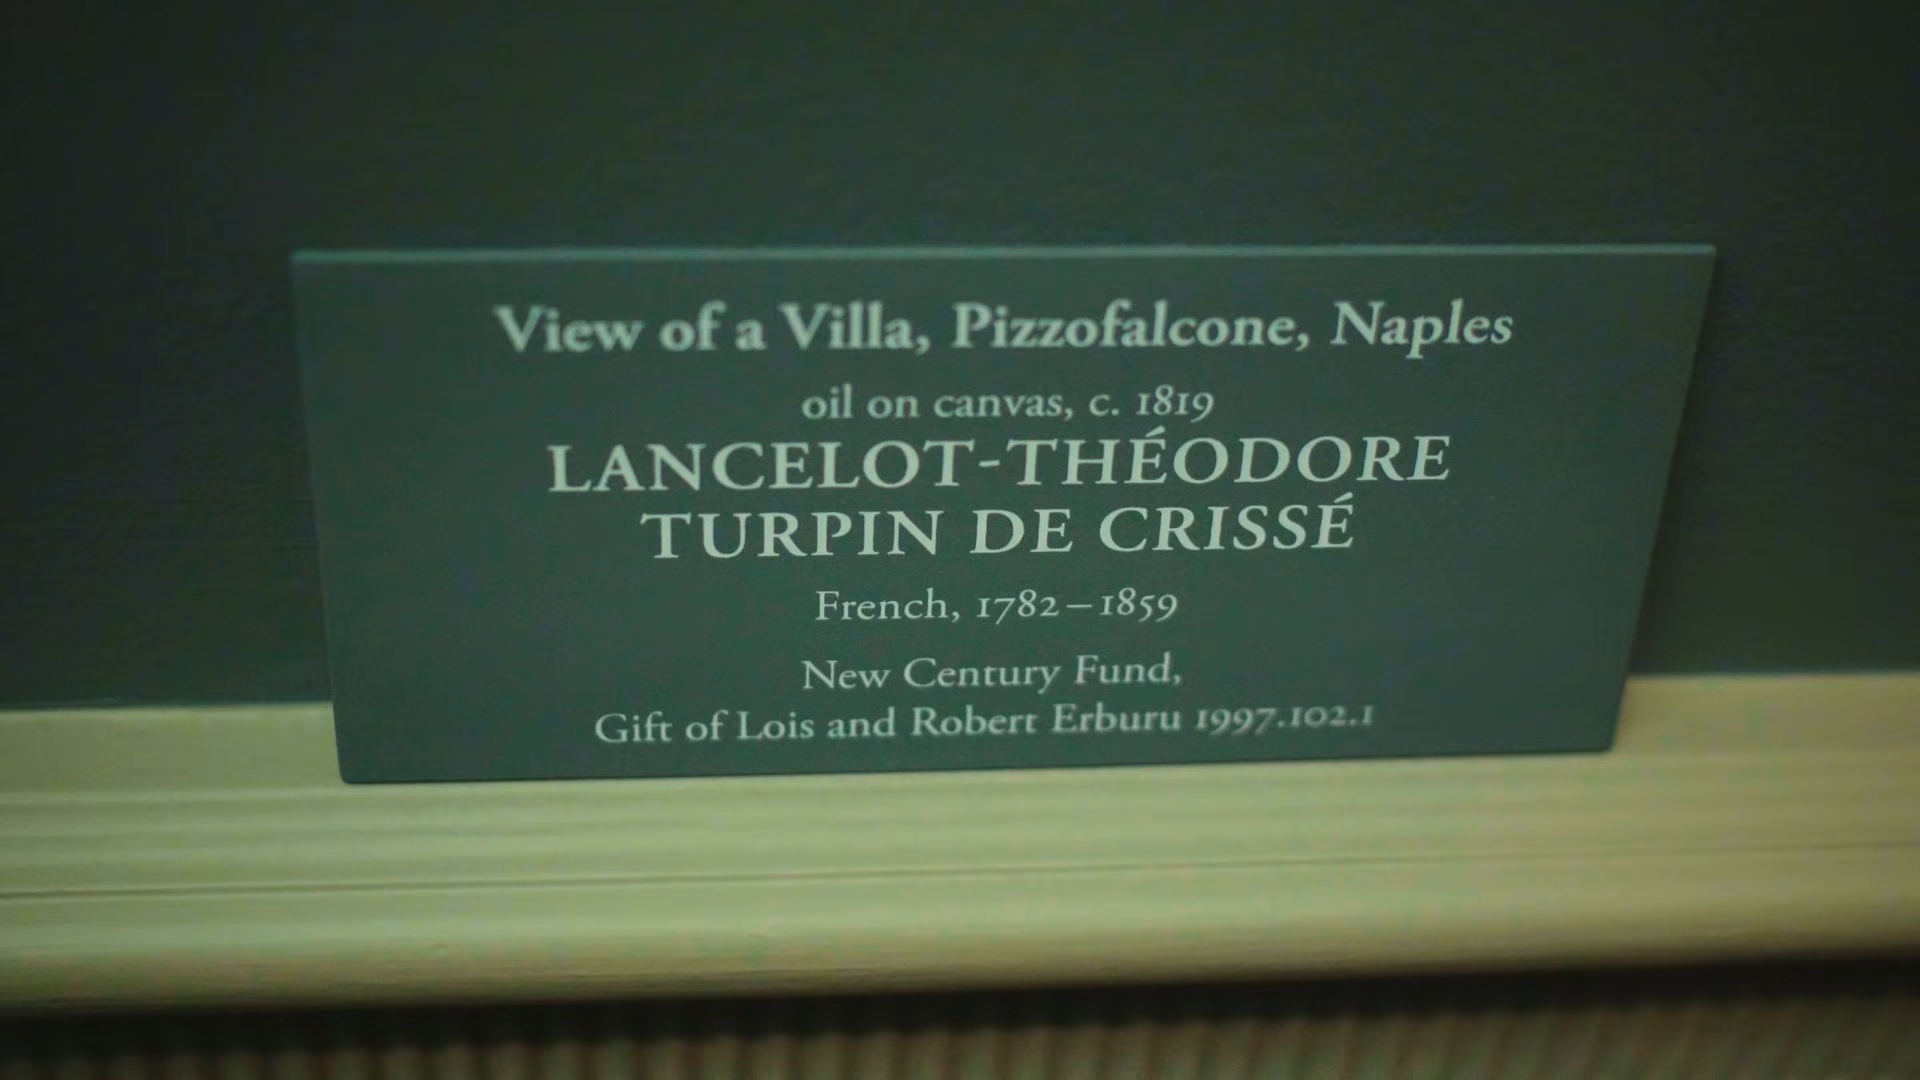 View of a Villa, Pizzofalcone, Naples
oil on canvas, c. 1819
LANCELOT-THÉODORE
TURPIN DE CRISSÉ
French, 1782–1859
New Century Fund,
Gift of Lois and Robert Erburu 1997.102.1